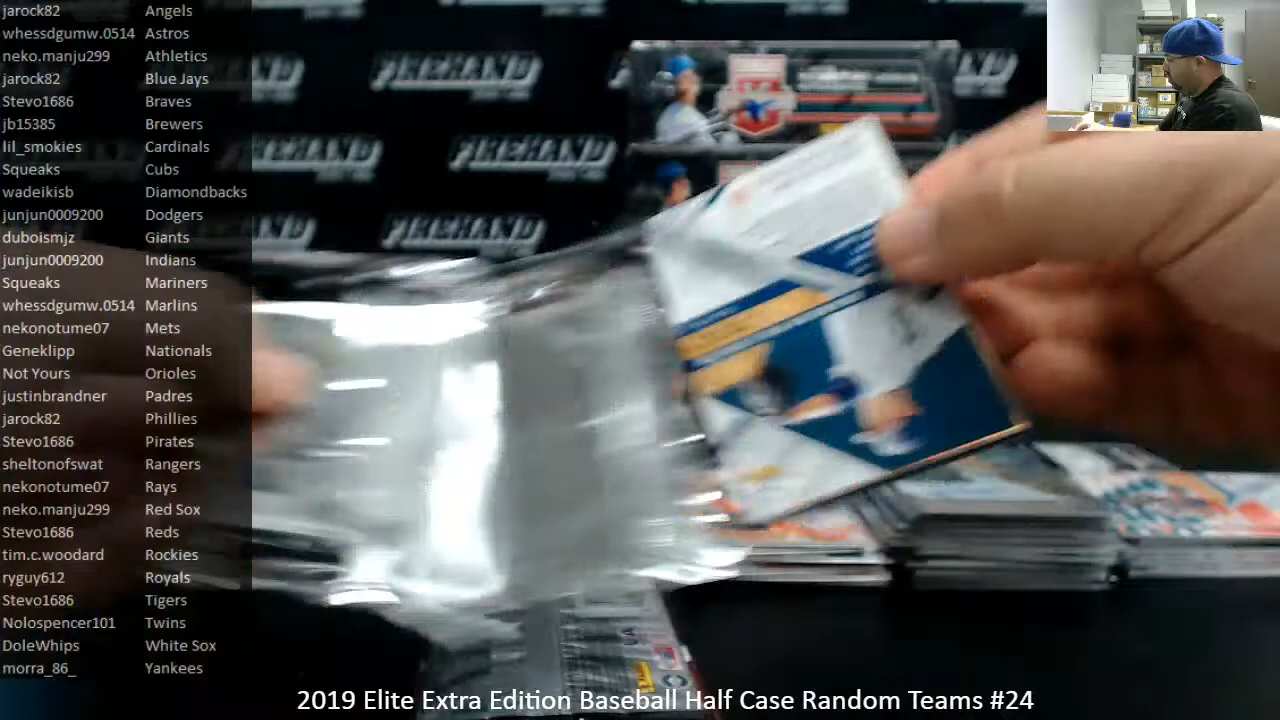 jarock82 Angels
whessdgumw.0514 Astros
neko.manju299 Athletics
jarock82 Blue Jays
Stevo1686 Braves
jb15385 Brewers
lil_smokies Cardinals
Squeaks Cubs
wadeikisb Diamondbacks
junjun0009200 Dodgers
duboismjz Giants
junjun0009200 Indians
Squeaks Mariners
whessdgumw.0514 Marlins
nekonotume07 Mets
Geneklipp Nationals
Not Yours Orioles
justinbrandner Padres
jarock82 Phillies
Stevo1686 Pirates
sheltonofswat Rangers
nekonotume07 Rays
neko.manju299 Red Sox
Stevo1686 Reds
tim.c.woodard Rockies
ryguy612 Royals
Stevo1686 Tigers
Nolospencer101 Twins
DoleWhips White Sox
morra_86_ Yankees
FIREHAND
FIREHAND
FIREHAND
FIREHAND
2019 Elite Extra Edition Baseball Half Case Random Teams #24